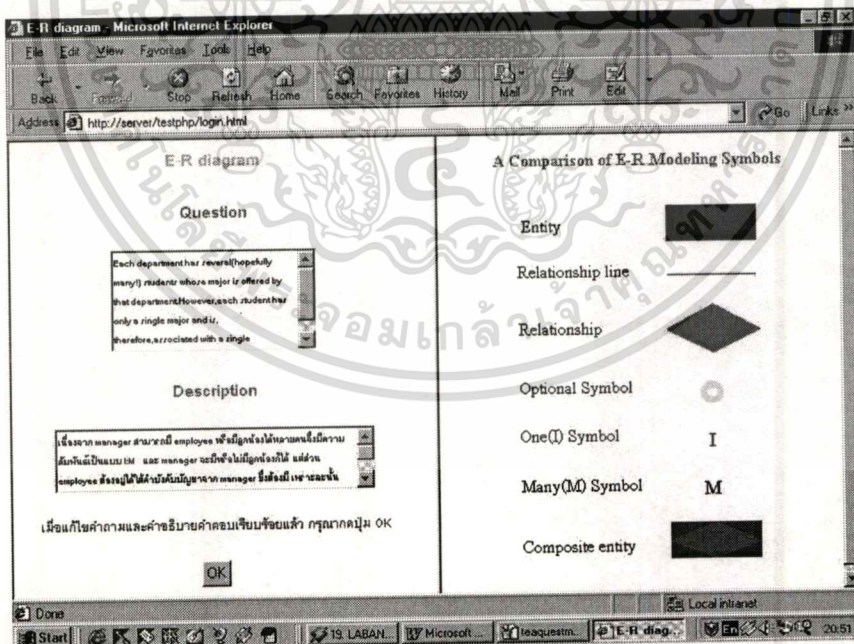 E-R diagram - Microsoft Internet Explorer
File Edit View Favorites Tools Help
Back Forward Stop Refresh Home Search Favorites History Mail Print Edit
Address http://server/testphp/login.html Go Links »
E-R diagram
Question
Each department has several(hopefully
many!) students whose major is offered by
that department.However,each student has
only a single major and is,
therefore,associated with a single
Description
เนื่องจาก manager สามารถมี employee หรือมีลูกน้องได้หลายคนจึงมีความ
สัมพันธ์เป็นแบบ 1:M และ manager จะมีหรือไม่มีลูกน้องก็ได้ แต่ส่วน
employee ต้องอยู่ใต้ได้คำบังคับบัญชาจาก manager ซึ่งต้องมี เพราะฉะนั้น
เมื่อแก้ไขคำถามและคำอธิบายคำตอบเรียบร้อยแล้ว กรุณากดปุ่ม OK
OK
A Comparison of E-R Modeling Symbols
Entity
Relationship line
Relationship
Optional Symbol
One(I) Symbol I
Many(M) Symbol M
Composite entity
Done Local intranet
Start 19. LABAN... Microsoft ... teaquestm... E-R diag... En 20:51